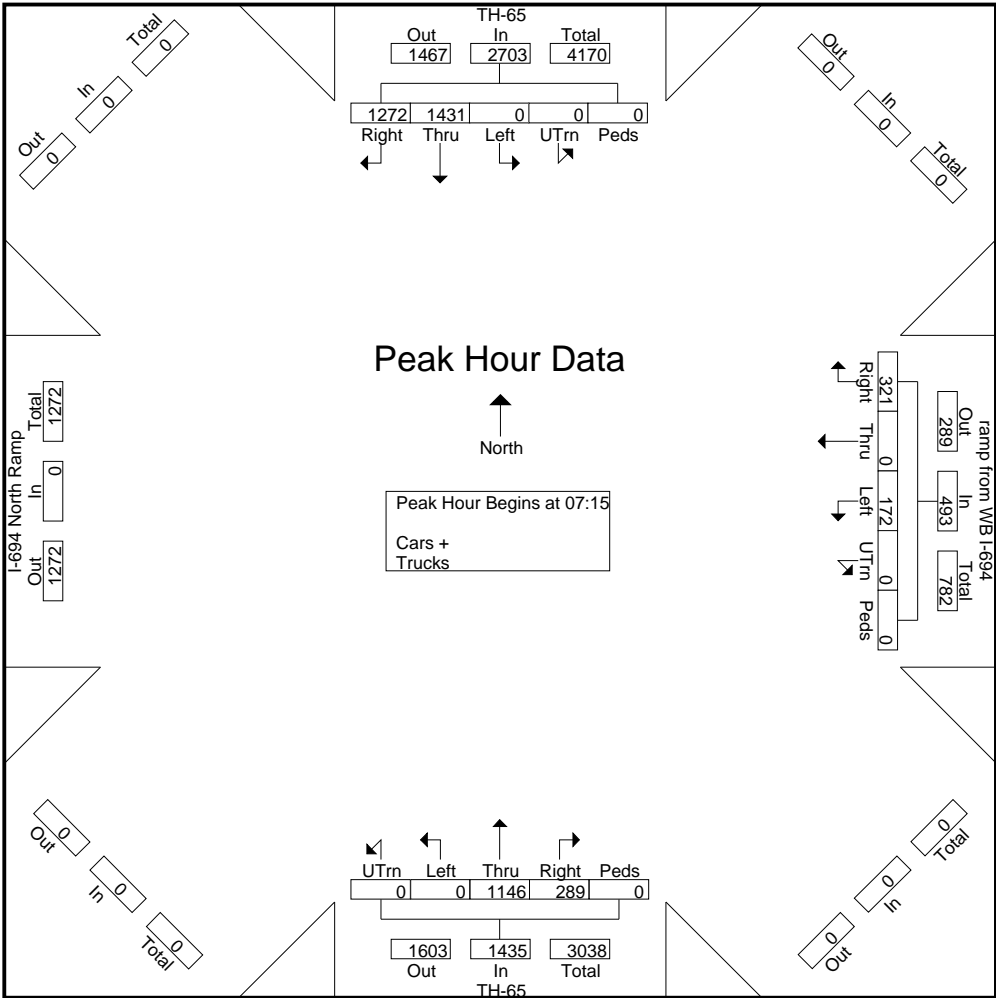 TH-65
Out In Total
1467 2703 4170
1272 1431 0 0 0
Right Thru Left UTrn Peds
Total
0
In
0
Out
0
Out
0
In
0
Total
0
Peak Hour Data
North
Peak Hour Begins at 07:15
Cars +
Trucks
I-694 North Ramp
Out In Total
1272 0 1272
ramp from WB I-694
Out In Total
289 493 782
321 0 172 0 0
Right Thru Left UTrn Peds
0
Out
0
In
0
Total
0
Total
0
In
0
Out
UTrn Left Thru Right Peds
0 0 1146 289 0
1603 1435 3038
Out In Total
TH-65